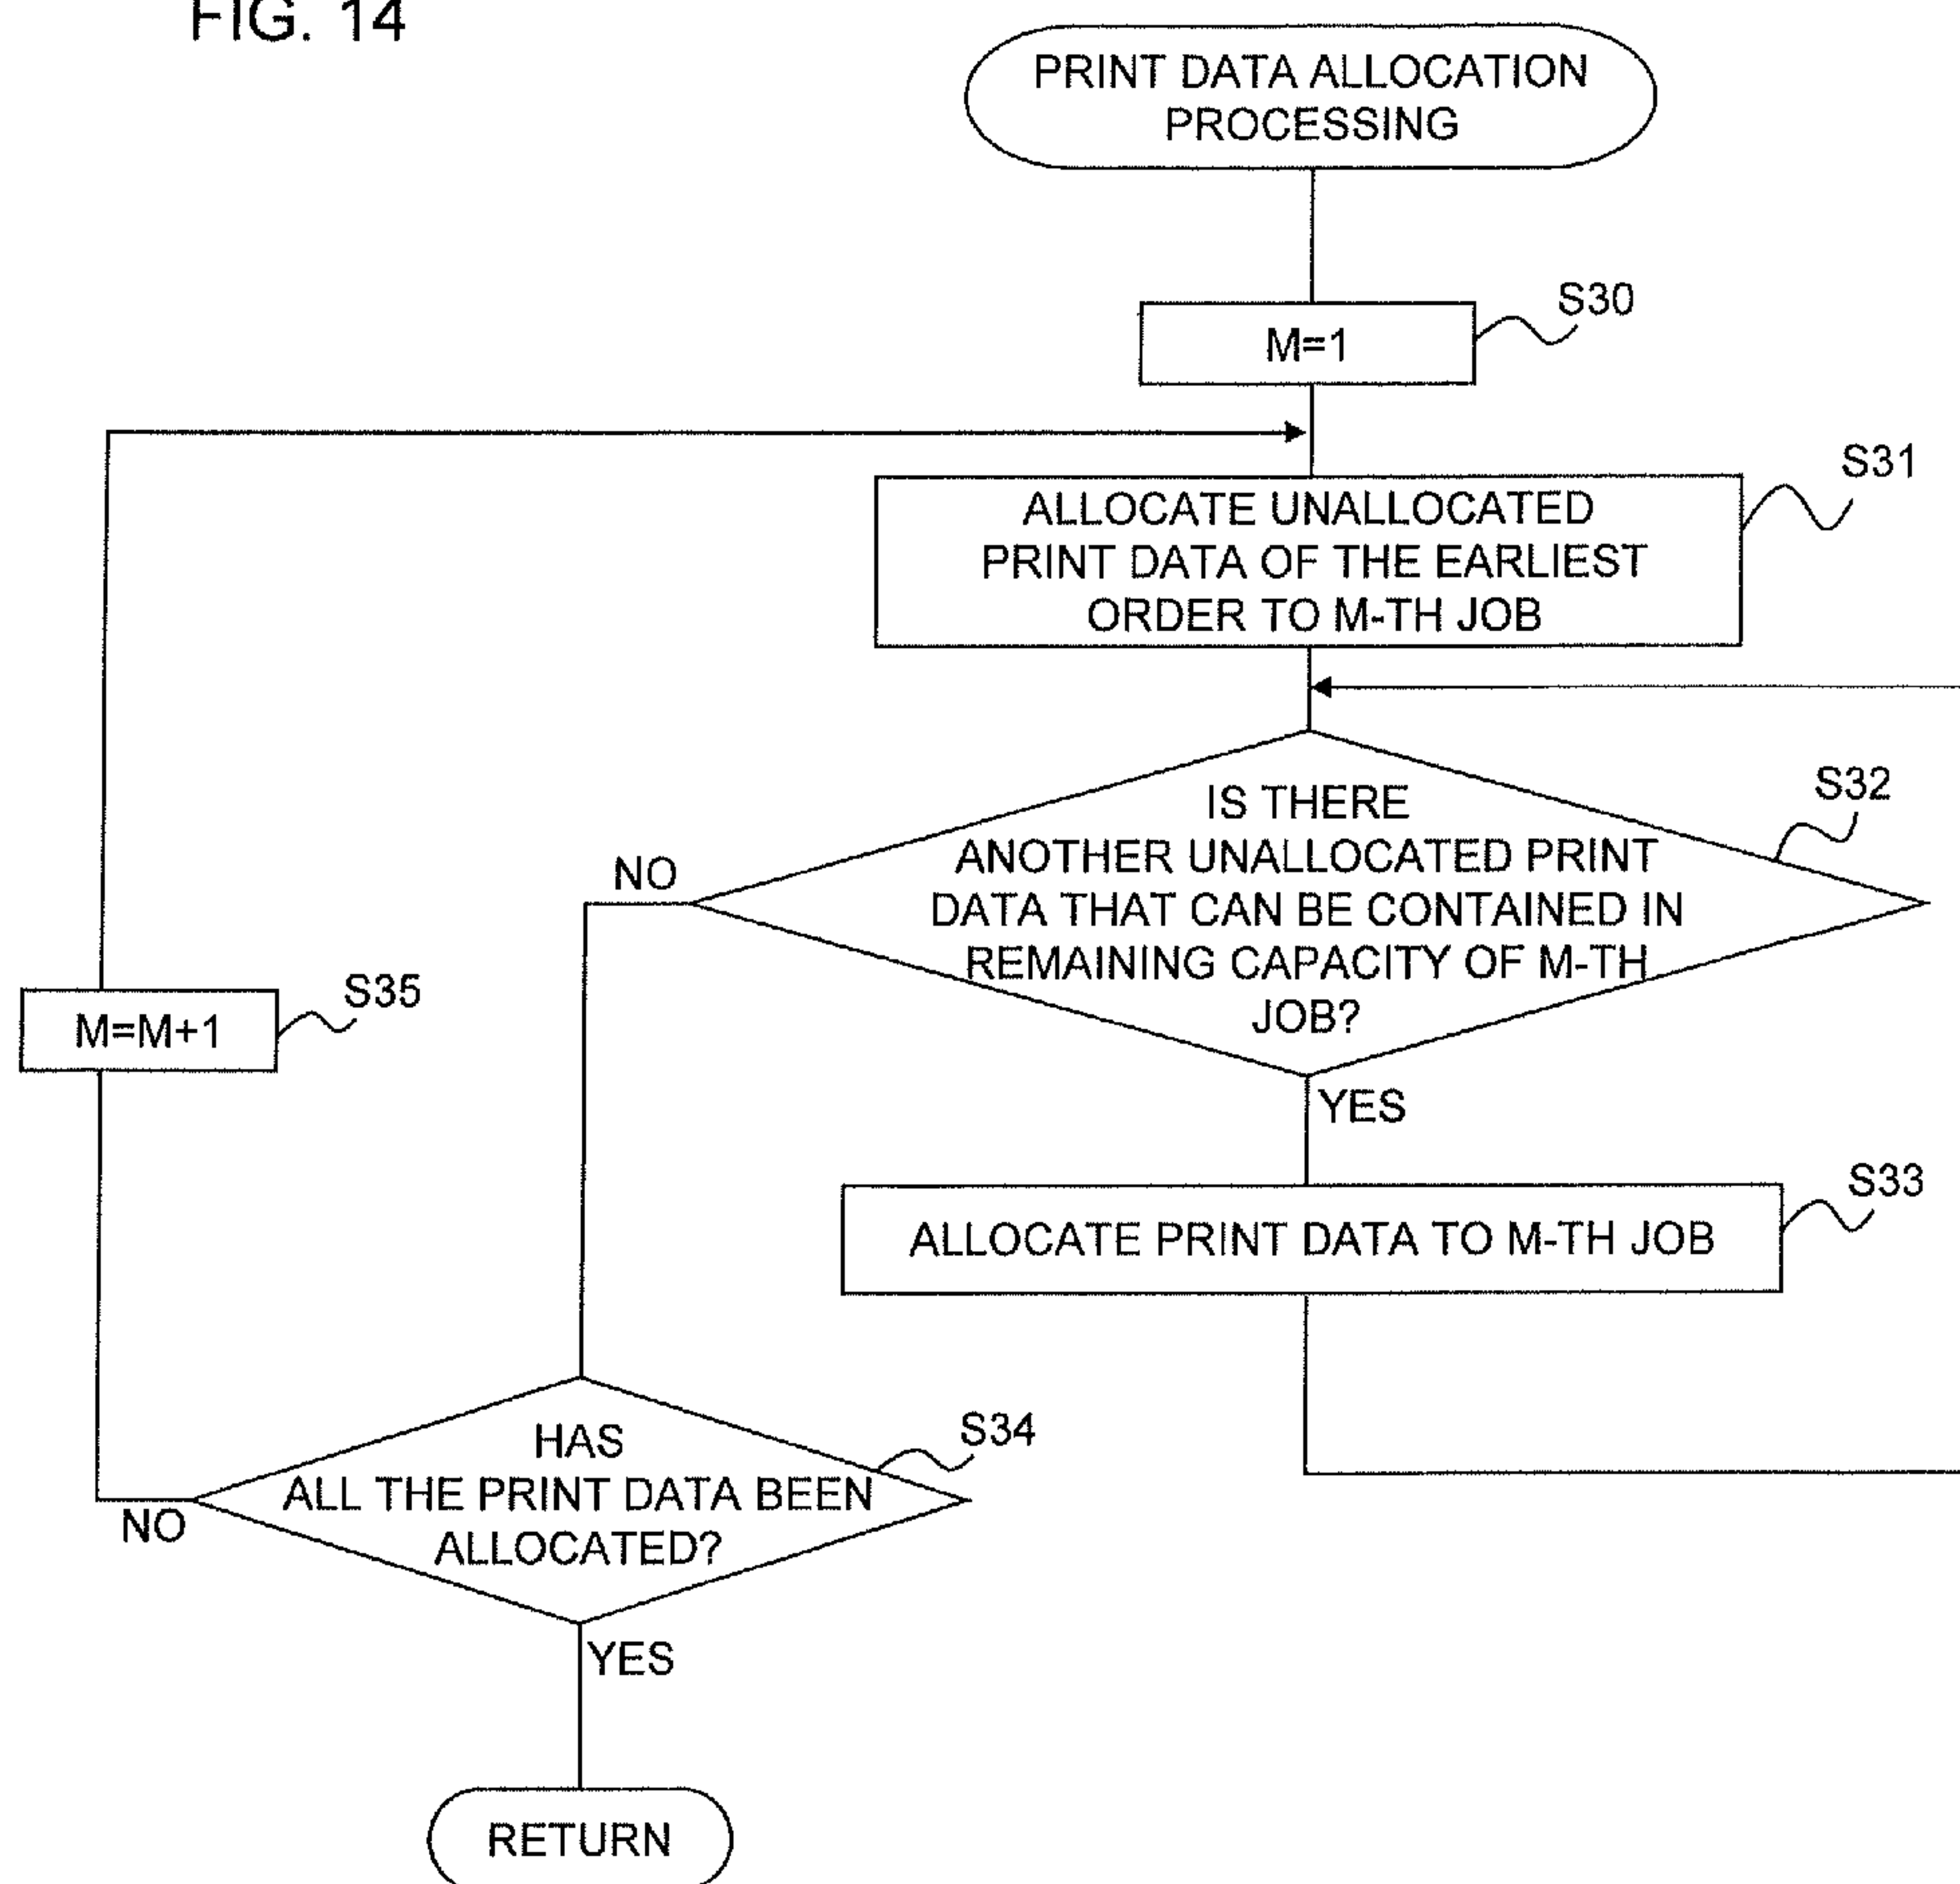 FIG. 14
PRINT DATA ALLOCATION
PROCESSING
S30
M=1
S31
ALLOCATE UNALLOCATED
PRINT DATA OF THE EARLIEST
ORDER TO M-TH JOB
S32
IS THERE
ANOTHER UNALLOCATED PRINT
DATA THAT CAN BE CONTAINED IN
REMAINING CAPACITY OF M-TH
JOB?
NO
YES
S35
M=M+1
S33
ALLOCATE PRINT DATA TO M-TH JOB
S34
HAS
ALL THE PRINT DATA BEEN
ALLOCATED?
NO
YES
RETURN